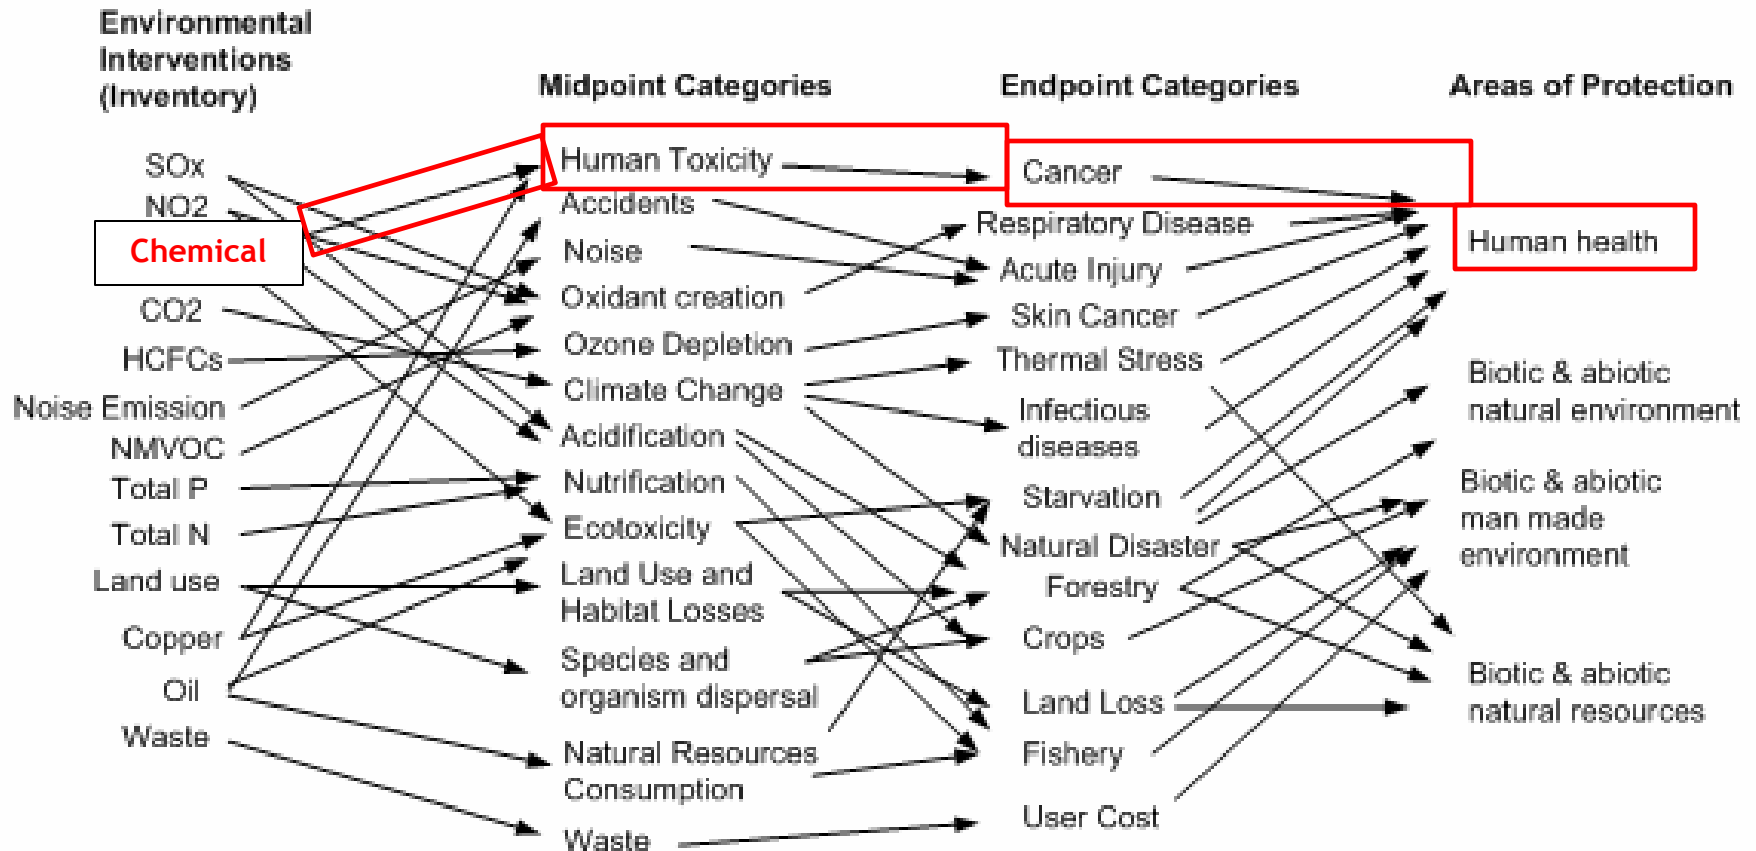 Environmental
Interventions
(Inventory)
Midpoint Categories
Endpoint Categories
Areas of Protection
SOx
NO2
Chemical
CO2
HCFCs
Noise Emission
NMVOC
Total P
Total N
Land use
Copper
Oil
Waste
Human Toxicity
Accidents
Noise
Oxidant creation
Ozone Depletion
Climate Change
Acidification
Nutrification
Ecotoxicity
Land Use and
Habitat Losses
Species and
organism dispersal
Natural Resources
Consumption
Waste
Cancer
Respiratory Disease
Acute Injury
Skin Cancer
Thermal Stress
Infectious
diseases
Starvation
Natural Disaster
Forestry
Crops
Land Loss
Fishery
User Cost
Human health
Biotic & abiotic
natural environment
Biotic & abiotic
man made
environment
Biotic & abiotic
natural resources